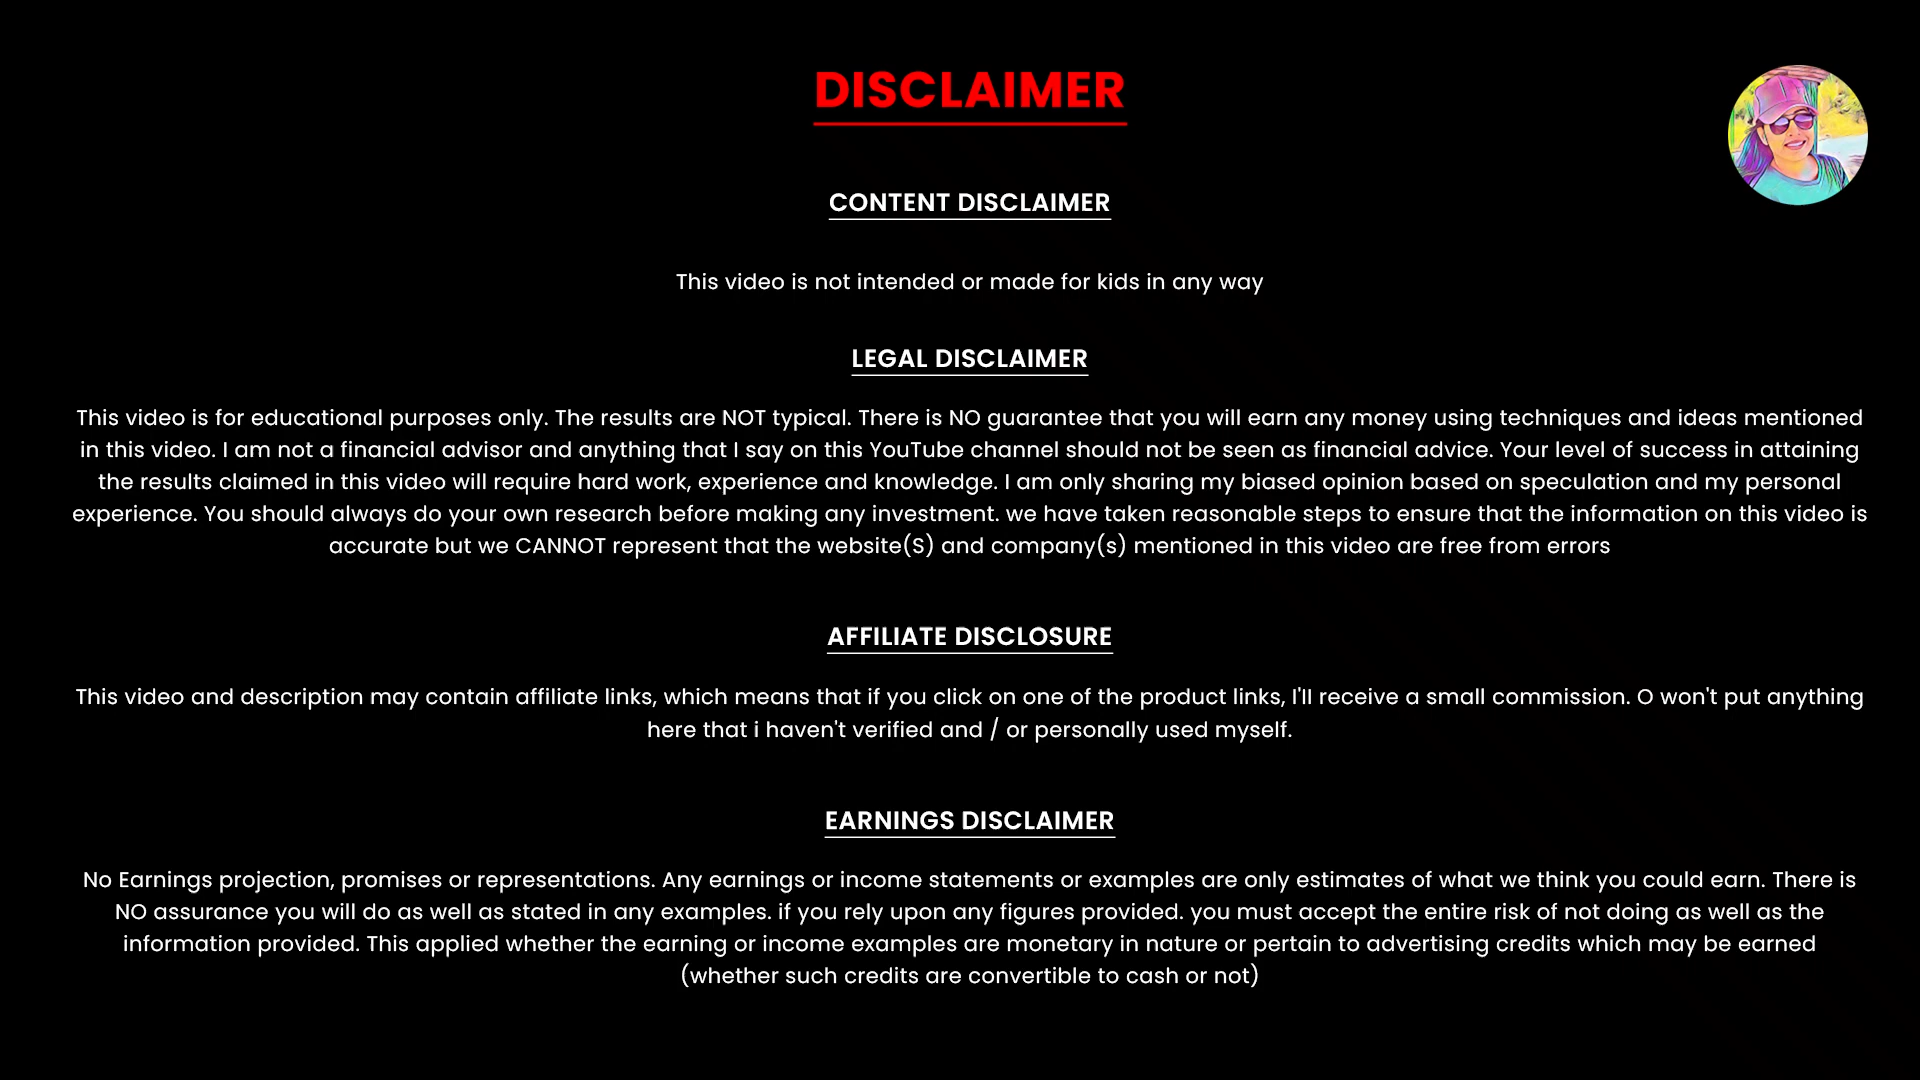 DISCLAIMER
CONTENT DISCLAIMER
This video is not intended or made for kids in any way
LEGAL DISCLAIMER
This video is for educational purposes only. The results are NOT typical. There is NO guarantee that you will earn any money using techniques and ideas mentioned
in this video. I am not a financial advisor and anything that I say on this YouTube channel should not be seen as financial advice. Your level of success in attaining
the results claimed in this video will require hard work, experience and knowledge. I am only sharing my biased opinion based on speculation and my personal
experience. You should always do your own research before making any investment. we have taken reasonable steps to ensure that the information on this video is
accurate but we CANNOT represent that the website(S) and company(s) mentioned in this video are free from errors
AFFILIATE DISCLOSURE
This video and description may contain affiliate links, which means that if you click on one of the product links, I'll receive a small commission. O won't put anything
here that i haven't verified and / or personally used myself.
EARNINGS DISCLAIMER
No Earnings projection, promises or representations. Any earnings or income statements or examples are only estimates of what we think you could earn. There is
NO assurance you will do as well as stated in any examples. if you rely upon any figures provided. you must accept the entire risk of not doing as well as the
information provided. This applied whether the earning or income examples are monetary in nature or pertain to advertising credits which may be earned
(whether such credits are convertible to cash or not)